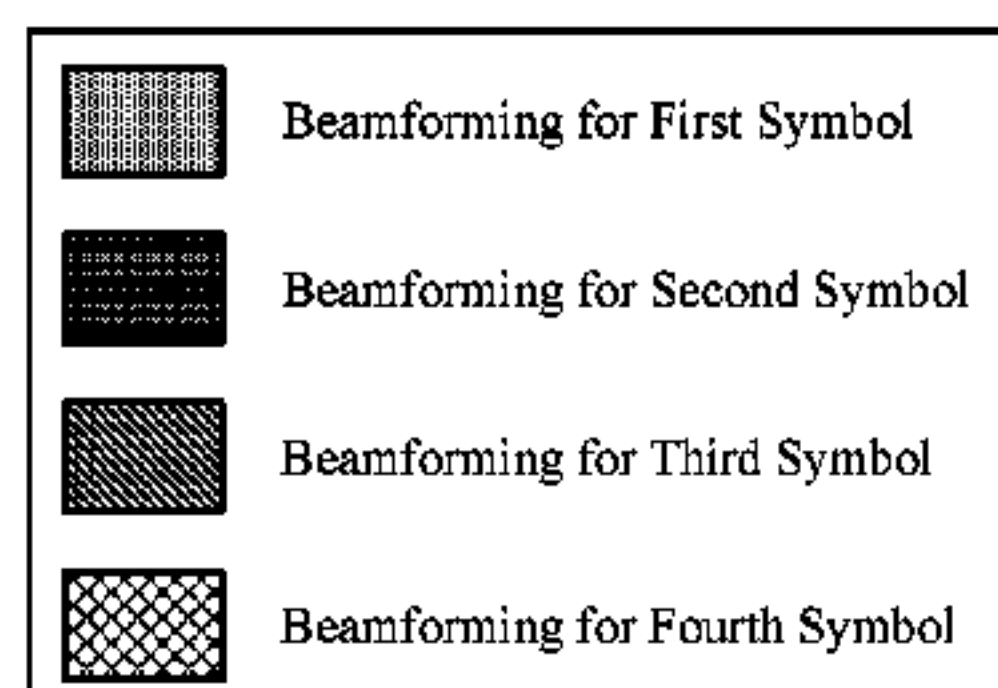 Beamforming for First Symbol
Beamforming for Second Symbol
Beamforming for Third Symbol
Beamforming for Fourth Symbol